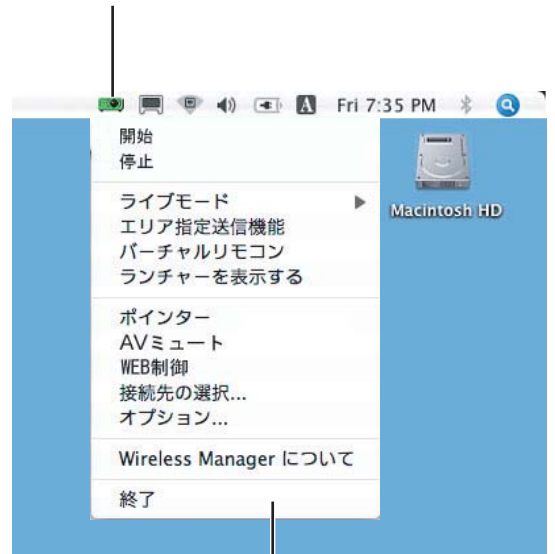 Fri 7:35 PM
開始
停止
ライブモード
エリア指定送信機能
バーチャルリモコン
ランチャーを表示する
ポインター
AVミュート
WEB制御
接続先の選択...
オプション...
Wireless Manager について
終了
Macintosh HD